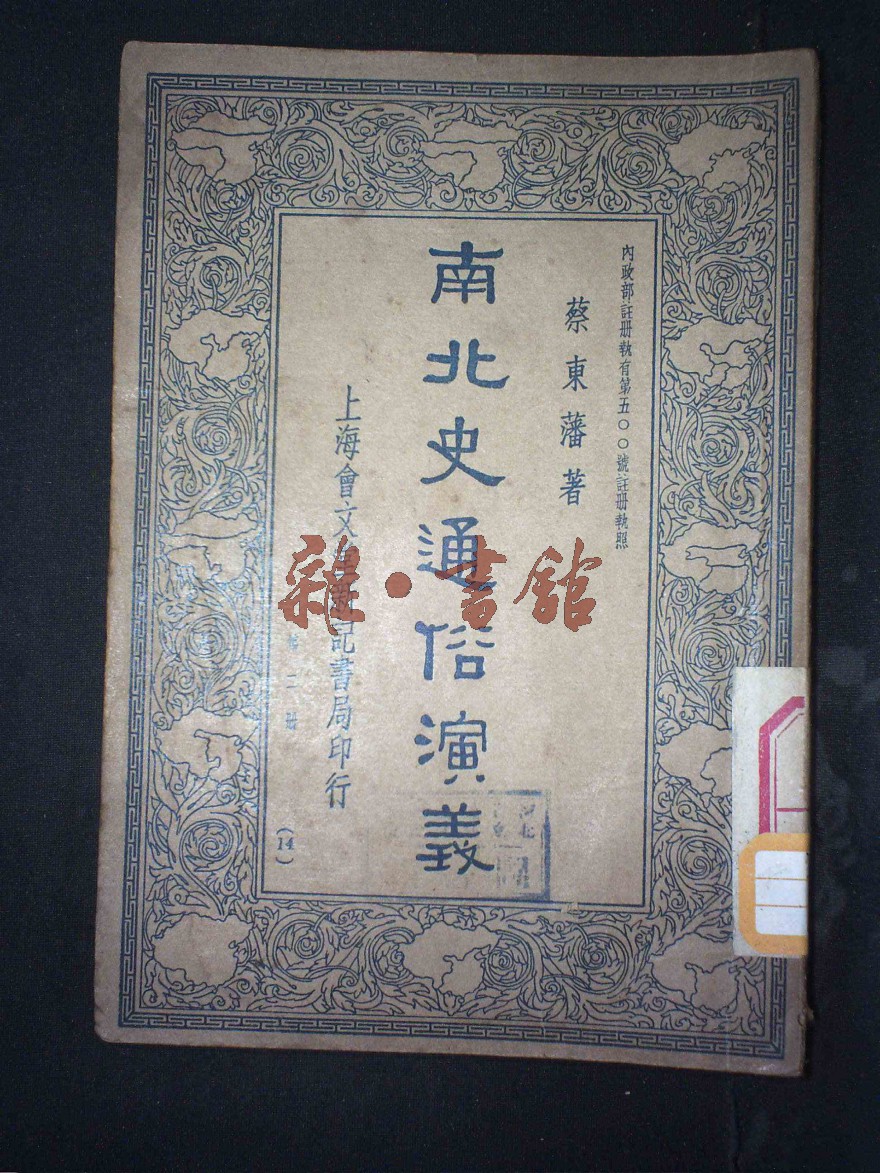 內政部註册執有第五〇〇號註册執照
蔡東藩著
南北史通俗演義
上海會文堂新記書局印行
第二册
(14)
雜·書館